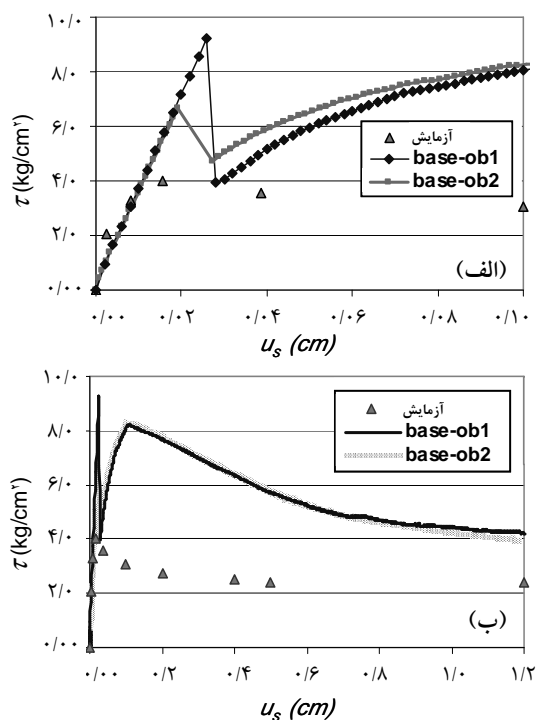 ۱۰/۰
۸/۰
۶/۰
۴/۰
۲/۰
۰/۰۰
τ (kg/cm۲)
آزمایش
base-ob1
base-ob2
(الف)
۰/۰۰ ۰/۰۲ ۰/۰۴ ۰/۰۶ ۰/۰۸ ۰/۱۰
us (cm)
۱۰/۰
۸/۰
۶/۰
۴/۰
۲/۰
۰/۰۰
τ (kg/cm۲)
آزمایش
base-ob1
base-ob2
(ب)
۰/۰۰ ۰/۲ ۰/۴ ۰/۶ ۰/۸ ۱/۰ ۱/۲
us (cm)